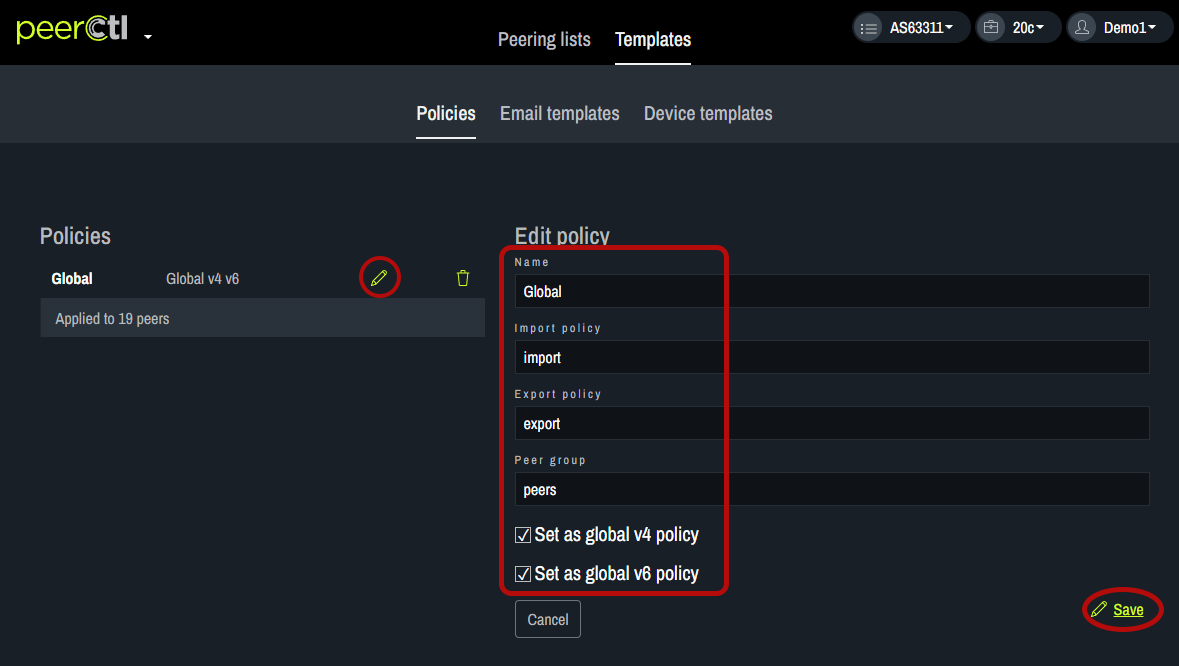 peerCtl
Peering lists Templates
AS63311 20c Demo1
Policies Email templates Device templates
Policies
Global Global v4 v6
Applied to 19 peers
Edit policy
Name
Global
Import policy
import
Export policy
export
Peer group
peers
Set as global v4 policy
Set as global v6 policy
Cancel
Save